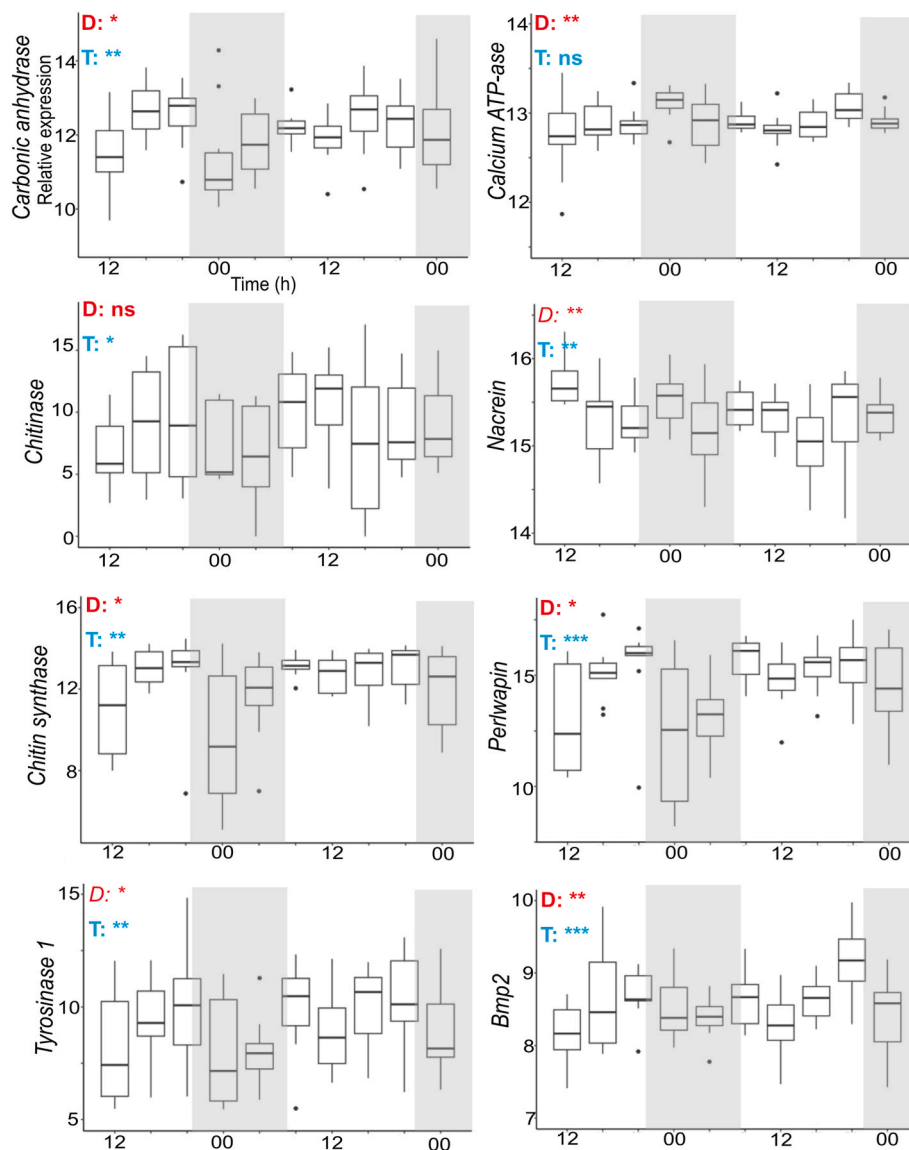 D: *
T: **
Carbonic anhydrase
Relative expression
14
12
10
12
00
12
00
Time (h)
D: **
T: ns
Calcium ATP-ase
14
13
12
12
00
12
00
D: ns
T: *
Chitinase
15
10
5
0
12
00
12
00
D: **
T: **
Nacrein
16
15
14
12
00
12
00
D: *
T: **
Chitin synthase
16
12
8
12
00
12
00
D: *
T: ***
Perlwapin
15
10
12
00
12
00
D: *
T: **
Tyrosinase 1
15
10
5
12
00
12
00
D: **
T: ***
Bmp2
10
9
8
7
12
00
12
00